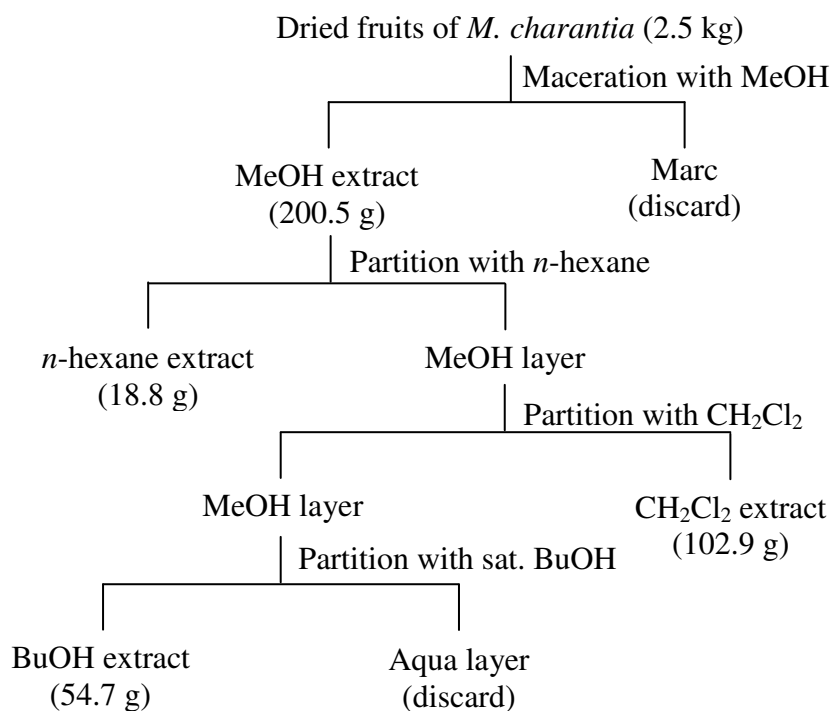 Dried fruits of M. charantia (2.5 kg)
Maceration with MeOH
MeOH extract
(200.5 g)
Marc
(discard)
Partition with n-hexane
n-hexane extract
(18.8 g)
MeOH layer
Partition with CH₂Cl₂
MeOH layer
CH₂Cl₂ extract
(102.9 g)
Partition with sat. BuOH
BuOH extract
(54.7 g)
Aqua layer
(discard)